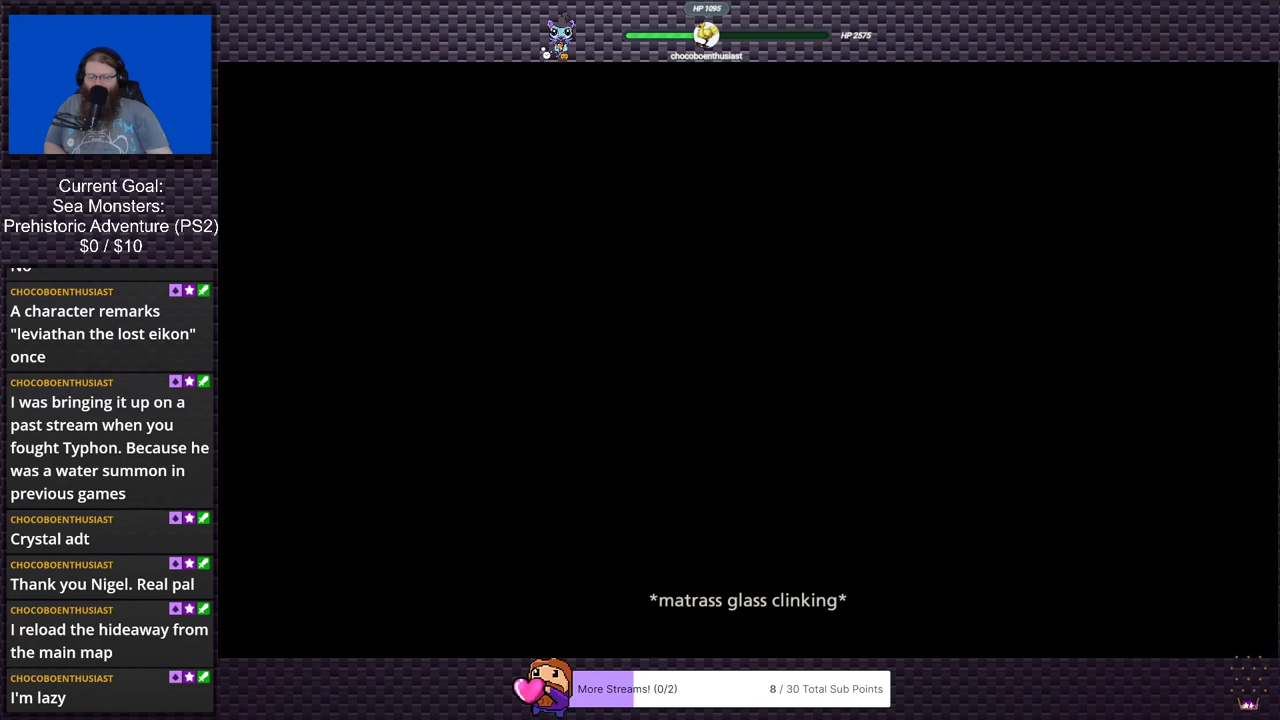 HP 1095
HP 2575
chocoboenthusiast
Current Goal:
Sea Monsters:
Prehistoric Adventure (PS2)
$0 / $10
No
CHOCOBOENTHUSIAST
A character remarks
"leviathan the lost eikon"
once
CHOCOBOENTHUSIAST
I was bringing it up on a
past stream when you
fought Typhon. Because he
was a water summon in
previous games
CHOCOBOENTHUSIAST
Crystal adt
CHOCOBOENTHUSIAST
Thank you Nigel. Real pal
CHOCOBOENTHUSIAST
I reload the hideaway from
the main map
CHOCOBOENTHUSIAST
I'm lazy
*matrass glass clinking*
More Streams! (0/2)
8 / 30 Total Sub Points